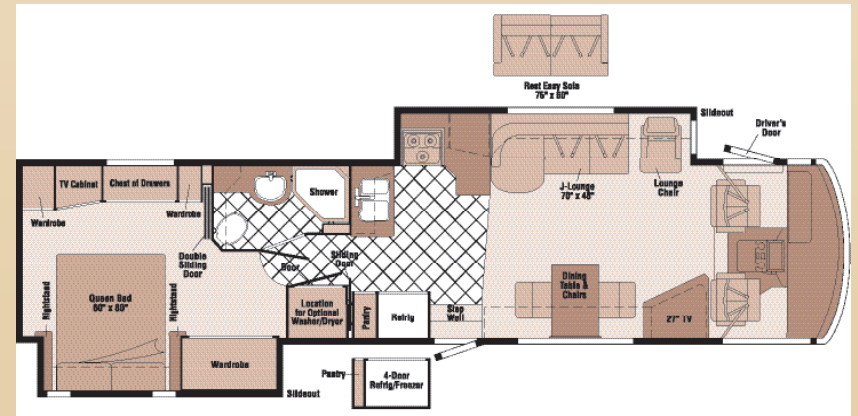 Rest Easy Sofa
75" x 60"
Slideout
Driver's
Door
TV Cabinet
Chest of Drawers
Wardrobe
Wardrobe
Shower
J-Lounge
70" x 48"
Lounge
Chair
Double
Sliding
Door
Door
Sliding
Door
Nightstand
Queen Bed
60" x 80"
Nightstand
Location
for Optional
Washer/Dryer
Pantry
Refrig
Step
Well
Dining
Table &
Chairs
27" TV
Wardrobe
Slideout
Pantry
4-Door
Refrig/Freezer